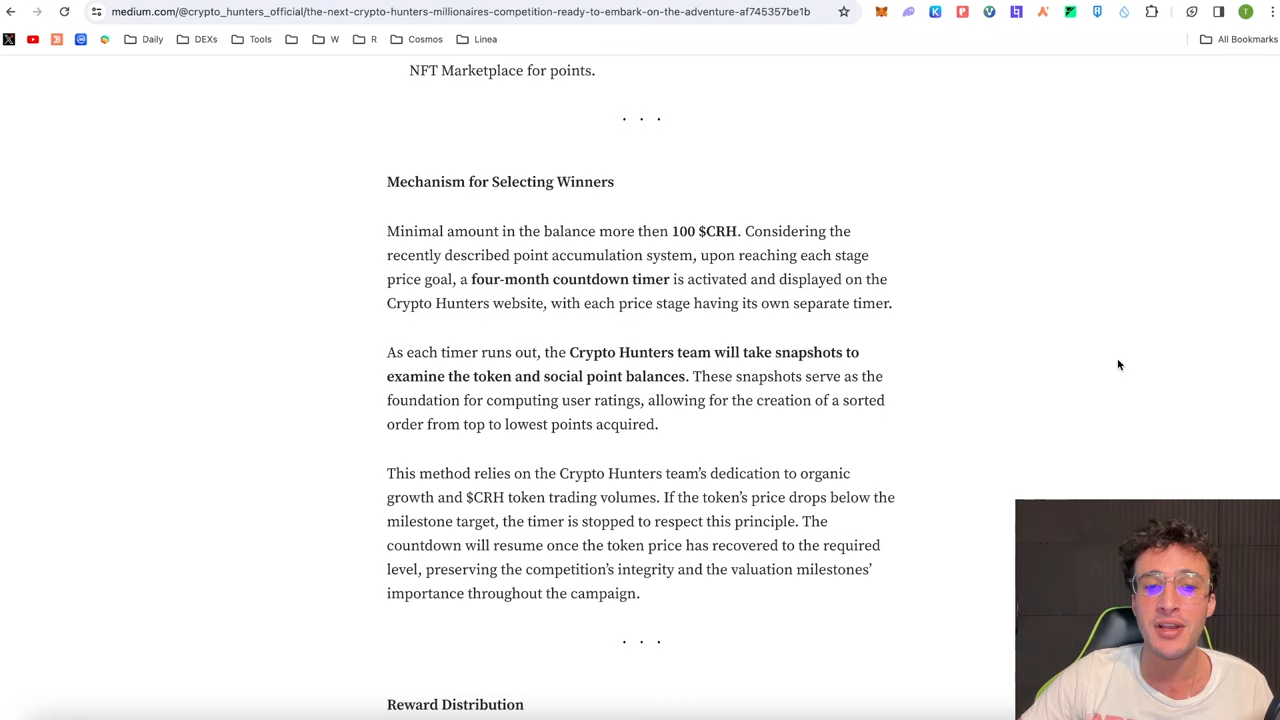 medium.com/@crypto_hunters_official/the-next-crypto-hunters-millionaires-competition-ready-to-embark-on-the-adventure-af745357be1b
T
Daily
DEXs
Tools
W
R
Cosmos
Linea
All Bookmarks
NFT Marketplace for points.
. . .
Mechanism for Selecting Winners
Minimal amount in the balance more then 100 $CRH. Considering the
recently described point accumulation system, upon reaching each stage
price goal, a four-month countdown timer is activated and displayed on the
Crypto Hunters website, with each price stage having its own separate timer.
As each timer runs out, the Crypto Hunters team will take snapshots to
examine the token and social point balances. These snapshots serve as the
foundation for computing user ratings, allowing for the creation of a sorted
order from top to lowest points acquired.
This method relies on the Crypto Hunters team’s dedication to organic
growth and $CRH token trading volumes. If the token’s price drops below the
milestone target, the timer is stopped to respect this principle. The
countdown will resume once the token price has recovered to the required
level, preserving the competition’s integrity and the valuation milestones’
importance throughout the campaign.
. . .
Reward Distribution